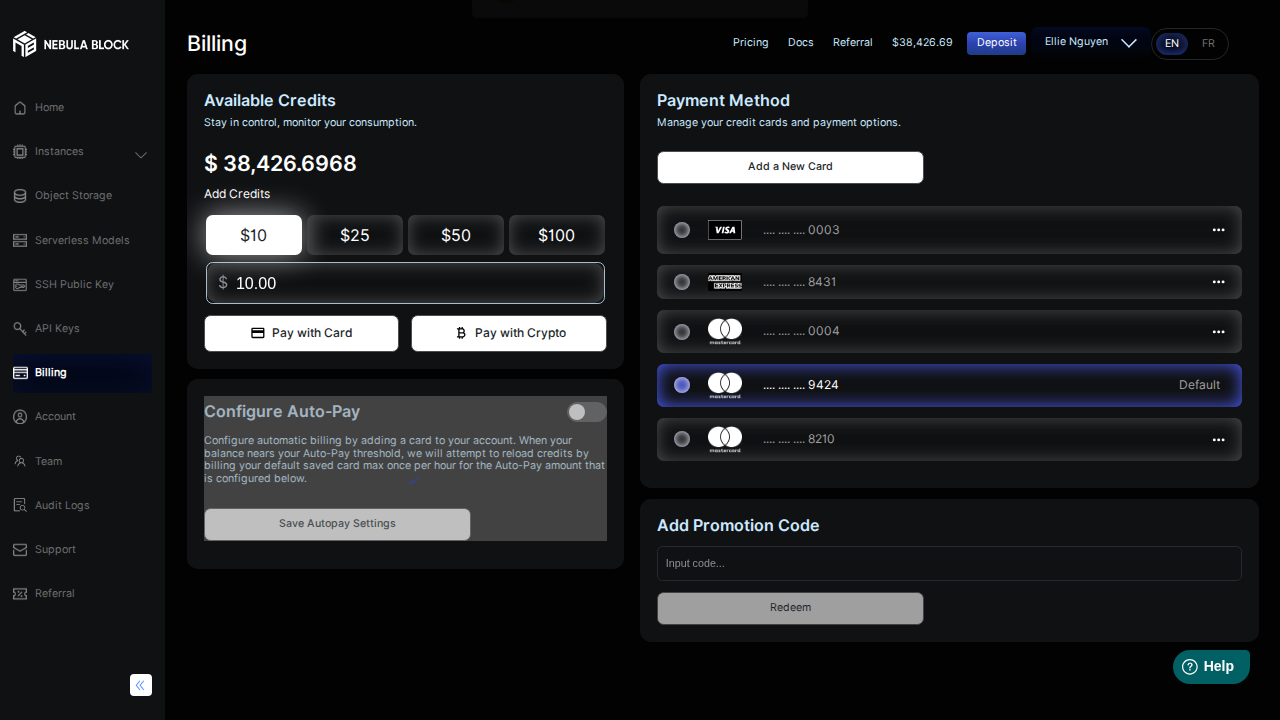 NEBULA BLOCK
Home
Instances
Object Storage
Serverless Models
SSH Public Key
API Keys
Billing
Account
Team
Audit Logs
Support
Referral
Billing
Pricing
Docs
Referral
$38,426.69
Deposit
Ellie Nguyen
EN
FR
Available Credits
Stay in control, monitor your consumption.
$ 38,426.6968
Add Credits
$10
$25
$50
$100
$ 10.00
Pay with Card
Pay with Crypto
Configure Auto-Pay
Configure automatic billing by adding a card to your account. When your
balance nears your Auto-Pay threshold, we will attempt to reload credits by
billing your default saved card max once per hour for the Auto-Pay amount that
is configured below.
Save Autopay Settings
Payment Method
Manage your credit cards and payment options.
Add a New Card
VISA .... .... .... 0003
AMERICAN
EXPRESS
.... .... .... 8431
mastercard
.... .... .... 0004
mastercard
.... .... .... 9424
Default
mastercard
.... .... .... 8210
Add Promotion Code
Input code...
Redeem
Help